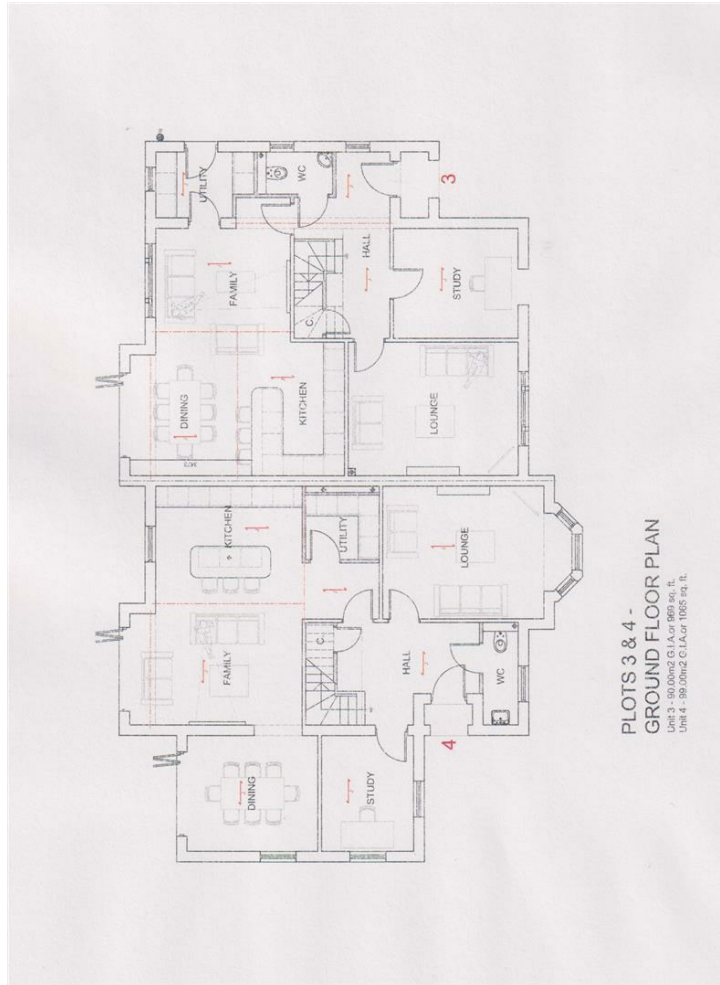 UTILITY
WC
3
FAMILY
HALL
STUDY
C.
DINING
KITCHEN
LOUNGE
KITCHEN
UTILITY
LOUNGE
FAMILY
C.
HALL
WC
4
DINING
STUDY
PLOTS 3 & 4 -
GROUND FLOOR PLAN
Unit 3 - 90.00m2 G.I.A.or 969 sq. ft.
Unit 4 - 99.00m2 G.I.A.or 1065 sq. ft.